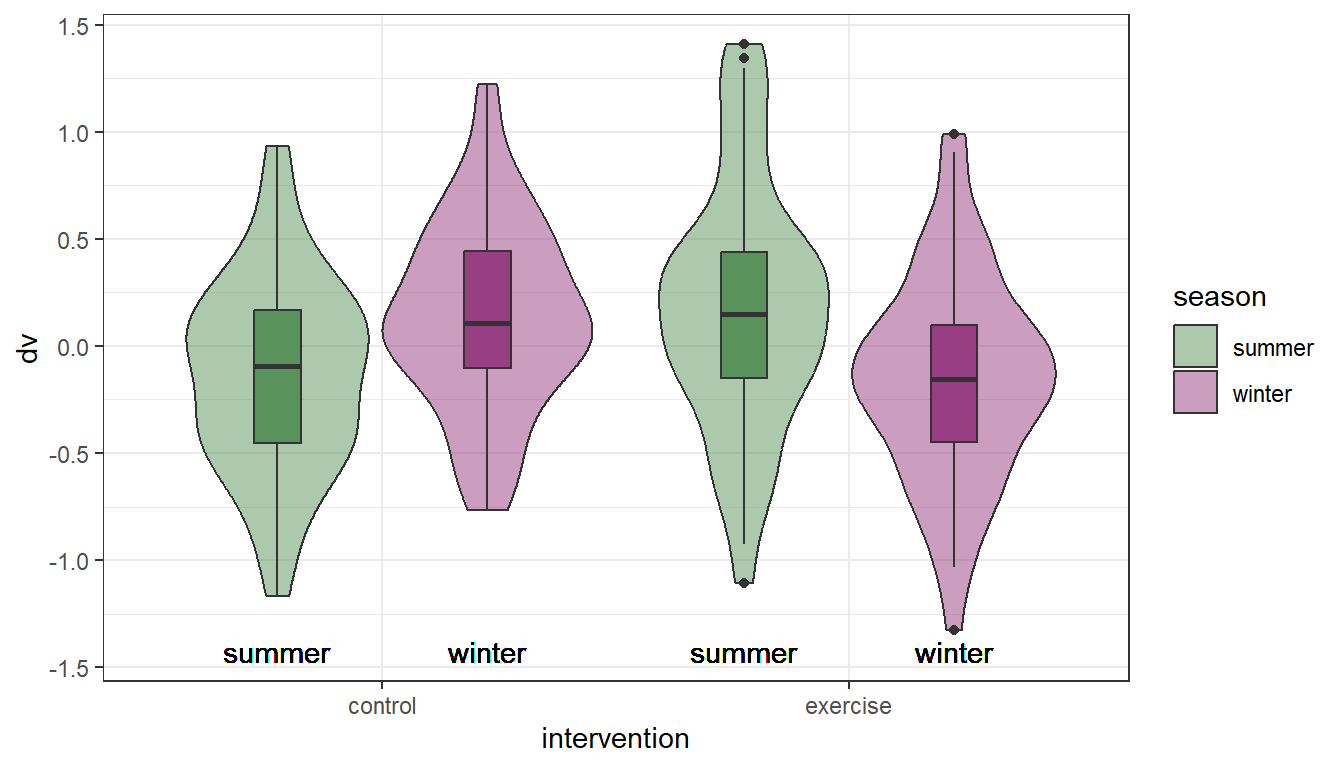 1.5
1.0
0.5
0.0
-0.5
-1.0
-1.5
dv
summer winter summer winter
control exercise
intervention
season
summer
winter